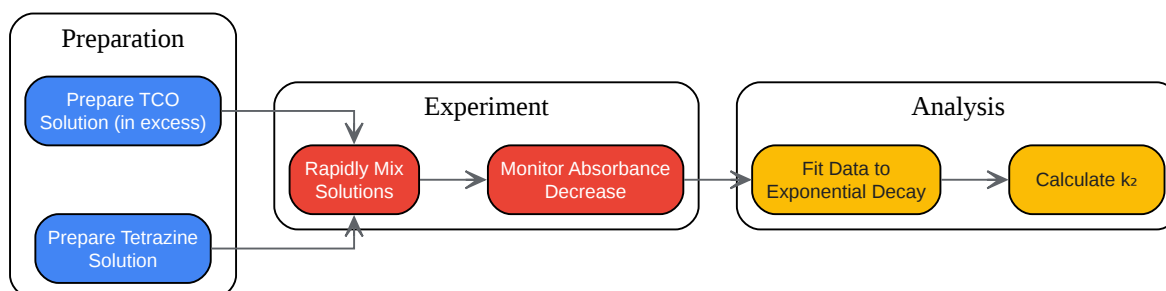 Preparation
Prepare TCO
Solution (in excess)
Prepare Tetrazine
Solution
Experiment
Rapidly Mix
Solutions
Monitor Absorbance
Decrease
Analysis
Fit Data to
Exponential Decay
Calculate k₂